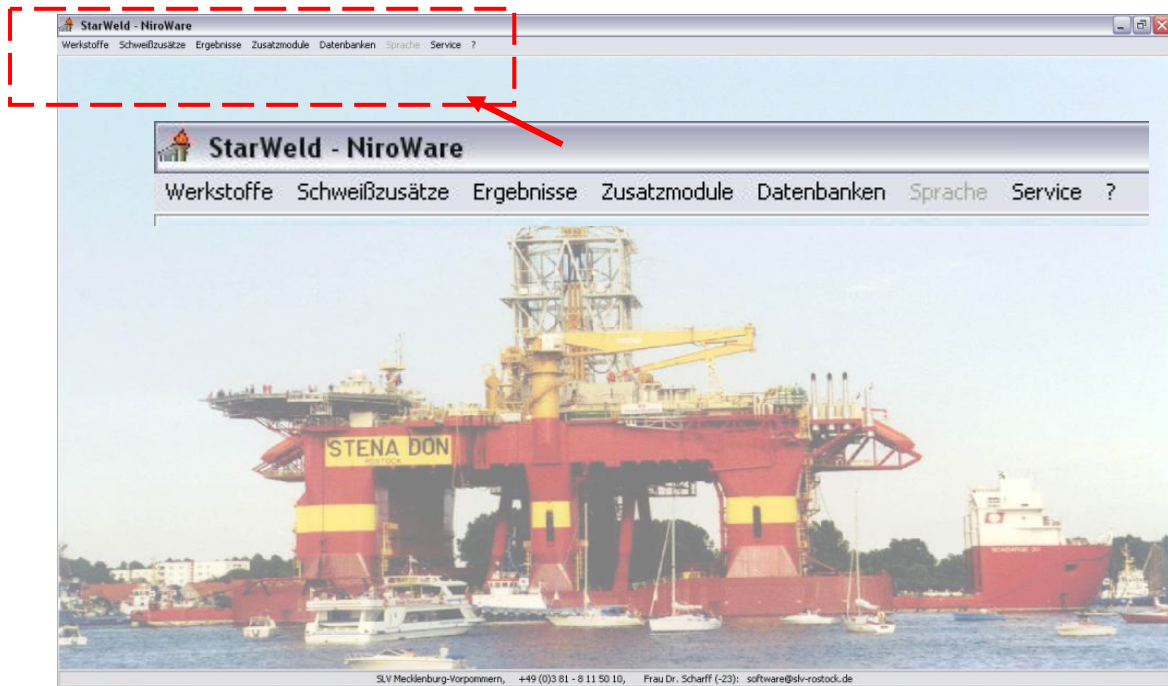 StarWeld - NiroWare
Werkstoffe Schweißzusätze Ergebnisse Zusatzmodule Datenbanken Sprache Service ?
StarWeld - NiroWare
Werkstoffe Schweißzusätze Ergebnisse Zusatzmodule Datenbanken Sprache Service ?
STENA DON
ROSTOCK
SLV Mecklenburg-Vorpommern, +49 (0)3 81 - 8 11 50 10, Frau Dr. Scharff (-23): software@slv-rostock.de